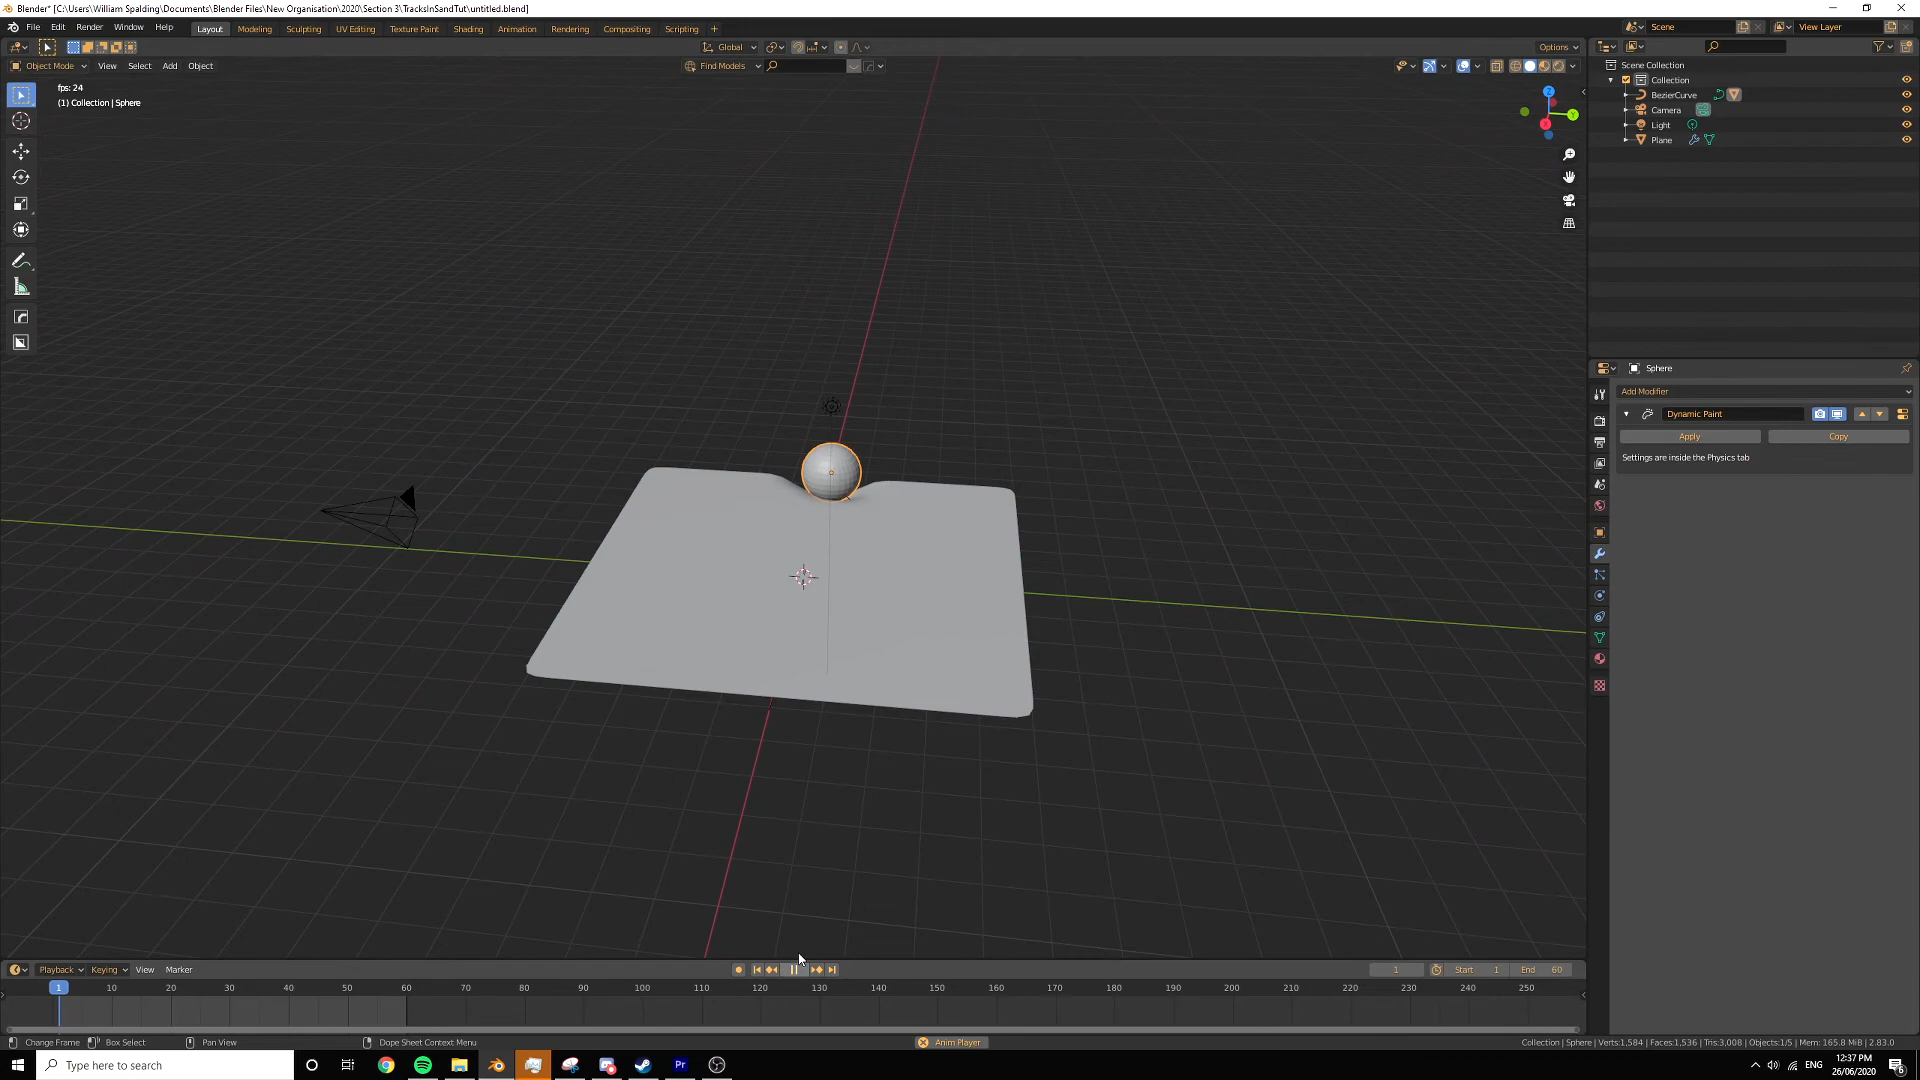 Blender* [C:\Users\William Spalding\Documents\Blender Files\New Organisation\2020\Section 3\TracksInSandTut\untitled.blend]
File Edit Render Window Help Layout Modeling Sculpting UV Editing Texture Paint Shading Animation Rendering Compositing Scripting +
Scene View Layer
Global Options
Object Mode View Select Add Object Find Models
fps: 24
(1) Collection | Sphere
Z
Y
X
Scene Collection
Collection
BezierCurve
Camera
Light
Plane
Sphere
Add Modifier
Dynamic Paint
Apply Copy
Settings are inside the Physics tab
Playback Keying View Marker 1 Start 1 End 60
1 10 20 30 40 50 60 70 80 90 100 110 120 130 140 150 160 170 180 190 200 210 220 230 240 250
Change Frame Box Select Pan View Dope Sheet Context Menu Anim Player Collection | Sphere | Verts:1,584 | Faces:1,536 | Tris:3,008 | Objects:1/5 | Mem: 165.8 MiB | 2.83.0
Type here to search
Pr
ENG
12:37 PM
26/06/2020
6